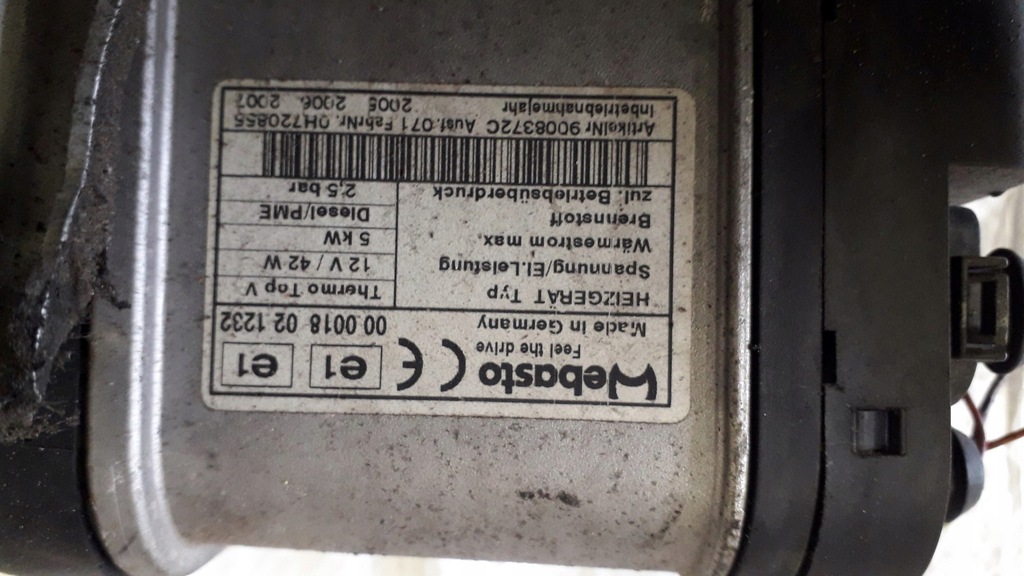 Webasto
Feel the drive
CE e1 e1
Made in Germany 00 0018 02 1232
HEIZGERÄT Typ Thermo Top V
Spannung/El.Leistung 12 V / 42 W
Wärmestrom max. 5 kW
Brennstoff Diesel/PME
zul. Betriebsüberdruck 2,5 bar
ArtikelNr 9008372C Ausf.071 FabrNr. 0H720855
Inbetriebnahmejahr 2005 2006. 2007